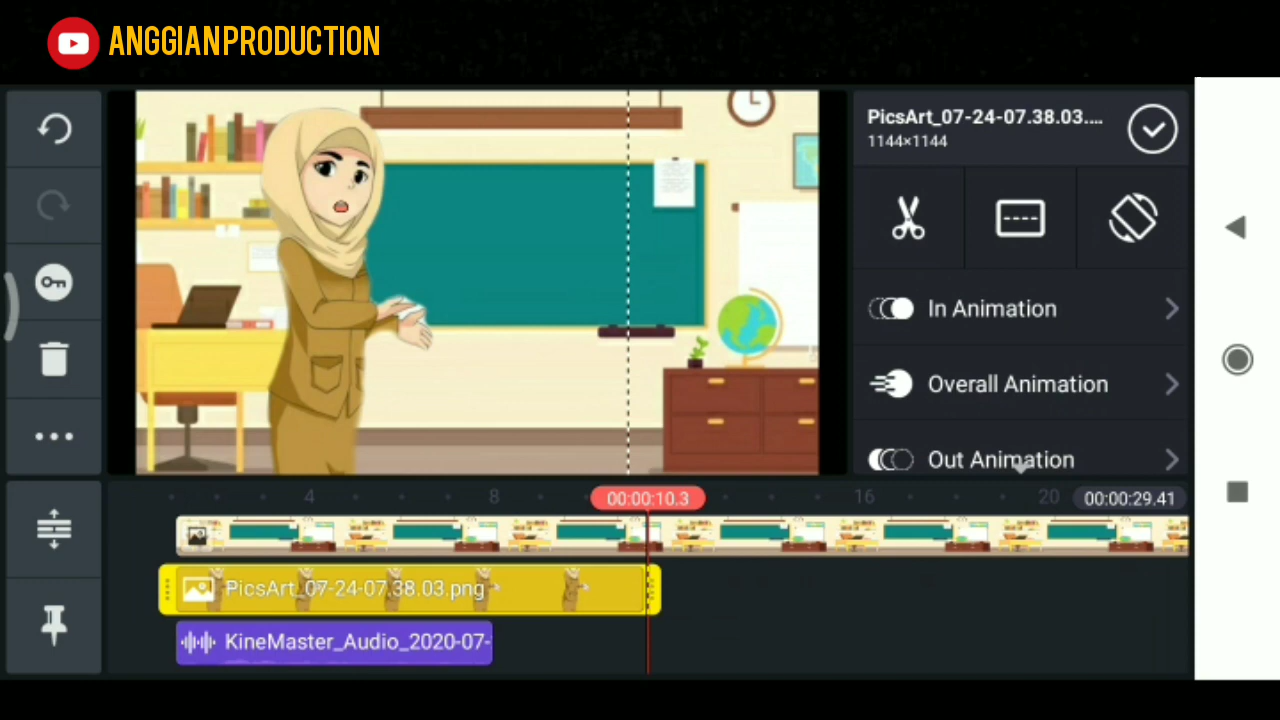 ANGGIANPRODUCTION
PicsArt_07-24-07.38.03....
1144×1144
In Animation
Overall Animation
Out Animation
4
8
00:00:10.3
16
20
00:00:29.41
PicsArt_07-24-07.38.03.png
KineMaster_Audio_2020-07-